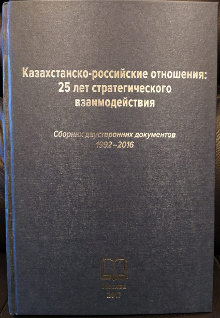 Казахстанско-российские отношения:
25 лет стратегического
взаимодействия
Сборник двусторонних документов
1992–2016